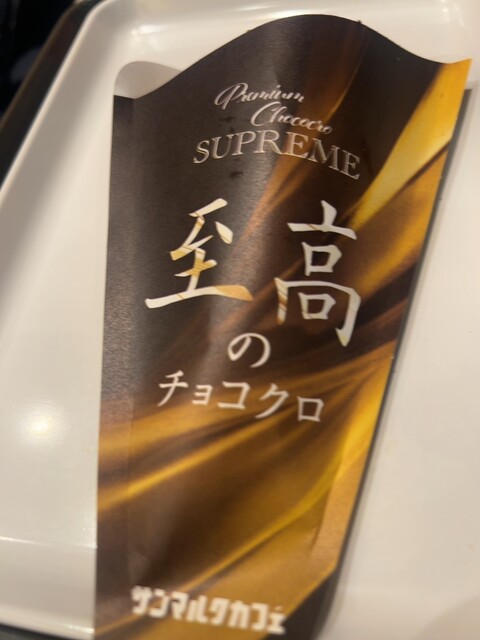 Premium
Chococro
SUPREME
至高
の
チョコクロ
サンマルクカフェ